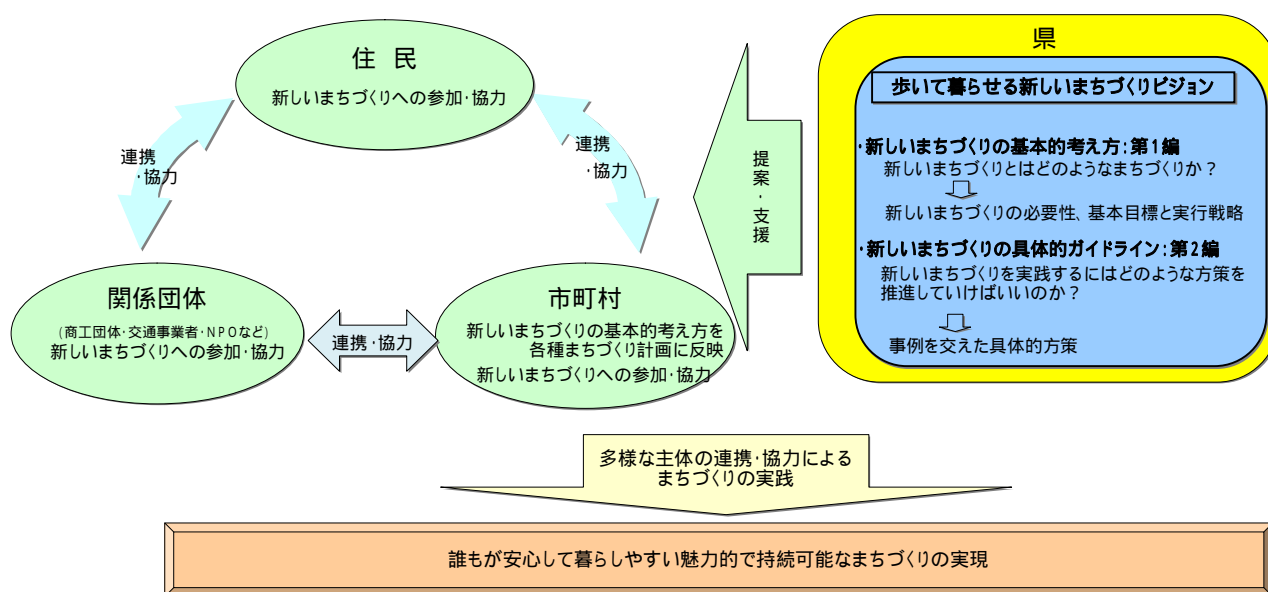 住 民
新しいまちづくりへの参加・協力
連携
・協力
連携
・協力
関係団体
(商工団体・交通事業者・NPOなど)
新しいまちづくりへの参加・協力
連携・協力
市町村
新しいまちづくりの基本的考え方を
各種まちづくり計画に反映
新しいまちづくりへの参加・協力
提案・支援
県
歩いて暮らせる新しいまちづくりビジョン
・新しいまちづくりの基本的考え方:第1編
新しいまちづくりとはどのようなまちづくりか?
新しいまちづくりの必要性、基本目標と実行戦略
・新しいまちづくりの具体的ガイドライン:第2編
新しいまちづくりを実践するにはどのような方策を
推進していけばいいのか?
事例を交えた具体的方策
多様な主体の連携・協力による
まちづくりの実践
誰もが安心して暮らしやすい魅力的で持続可能なまちづくりの実現